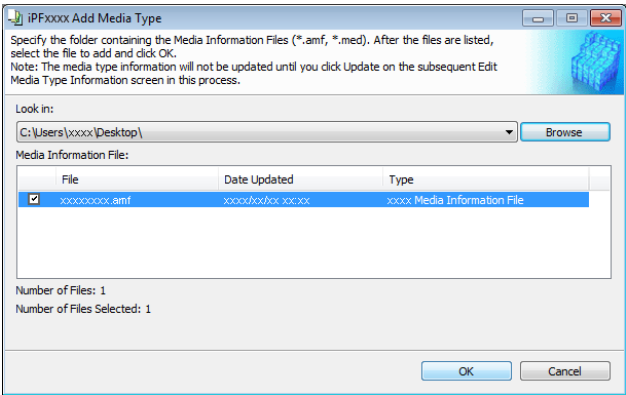 iPFxxxx Add Media Type
Specify the folder containing the Media Information Files (*.amf, *.med). After the files are listed,
select the file to add and click OK.
Note: The media type information will not be updated until you click Update on the subsequent Edit
Media Type Information screen in this process.
Look in:
C:\Users\xxxx\Desktop\ Browse
Media Information File:
File Date Updated Type
xxxxxxxx.amf xxxx/xx/xx xx:xx xxxx Media Information File
Number of Files: 1
Number of Files Selected: 1
OK Cancel